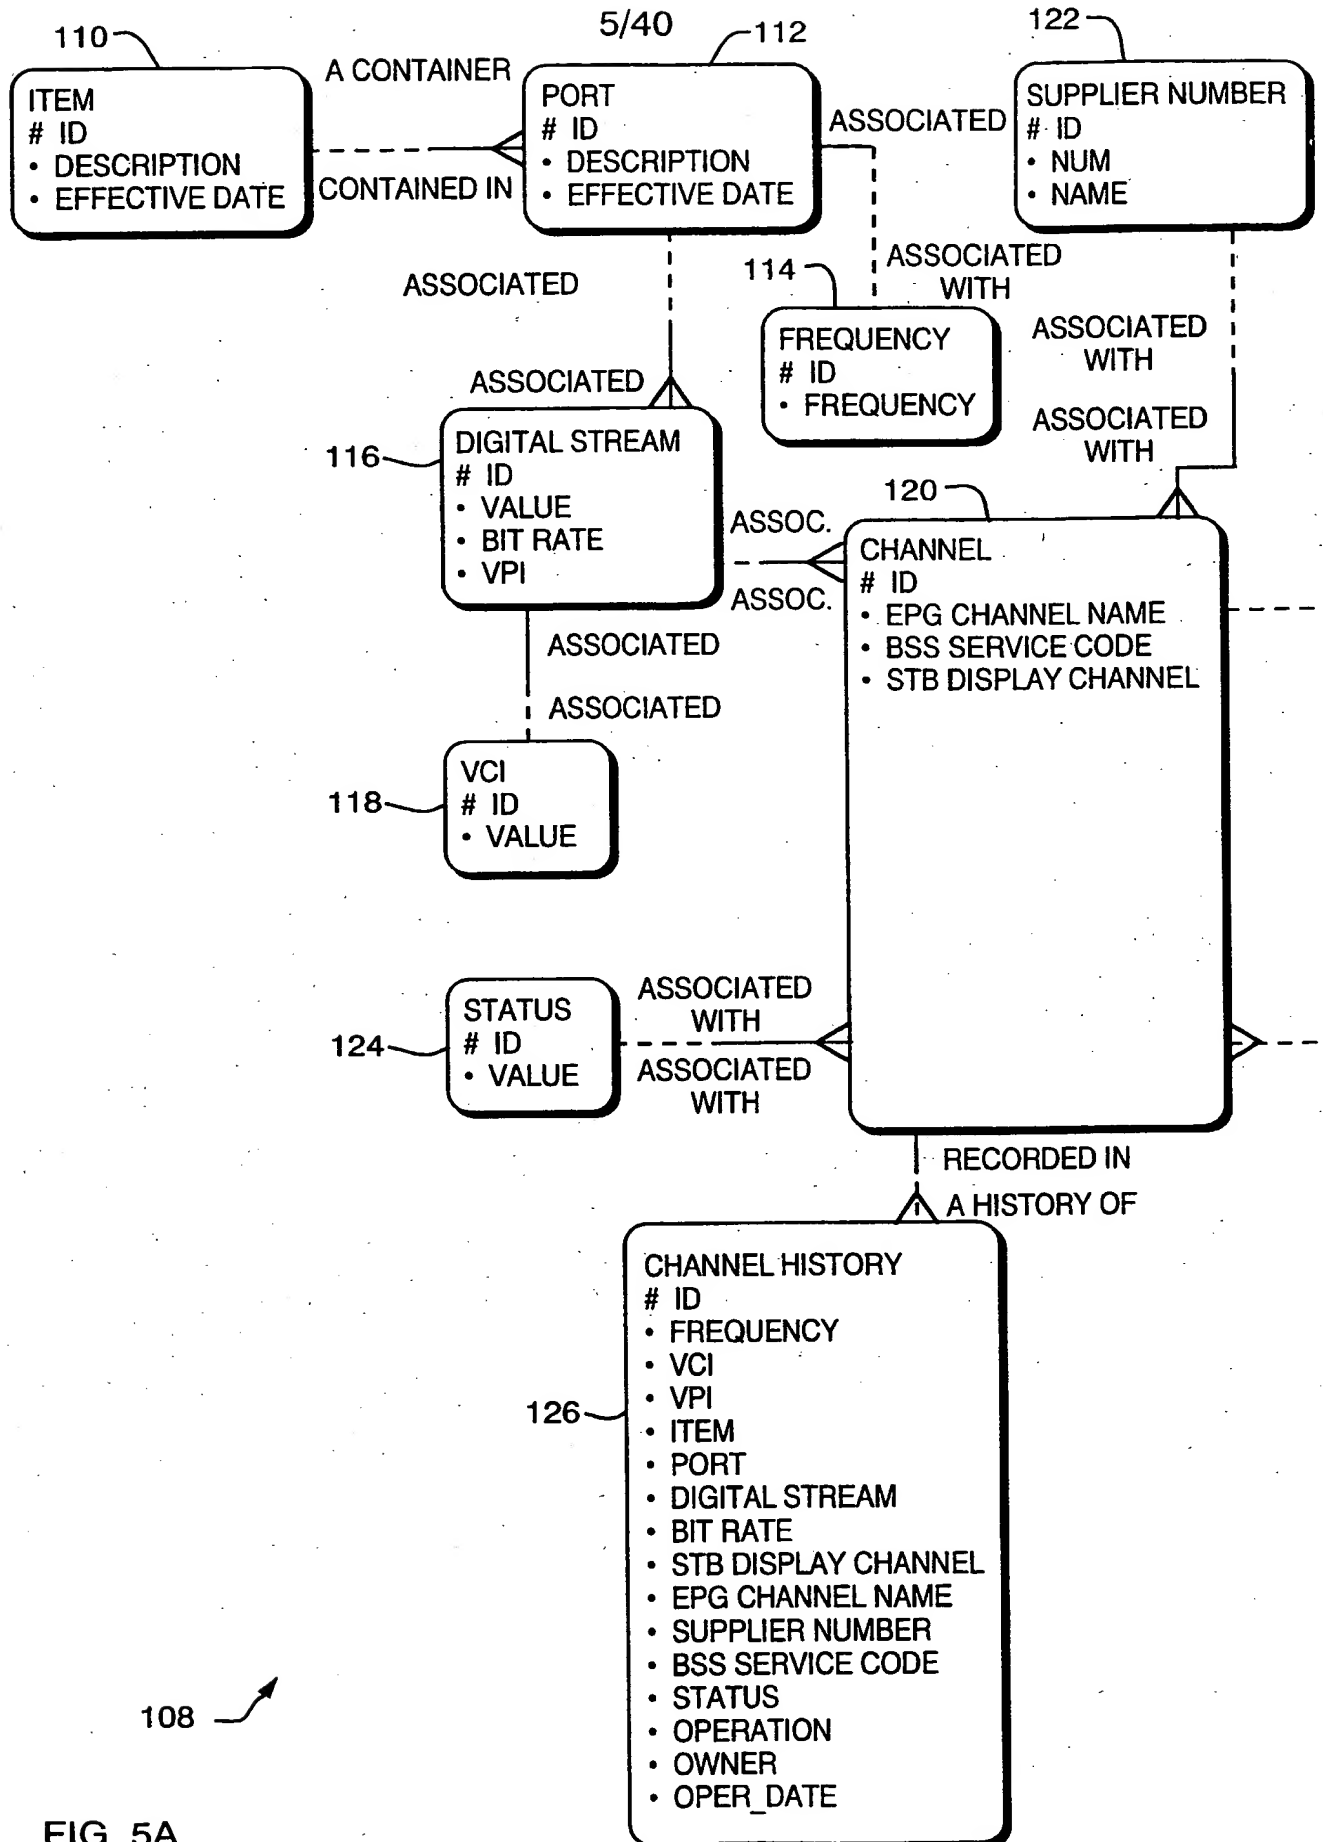 5/40
110
112
122
A CONTAINER
CONTAINED IN
ITEM
# ID
• DESCRIPTION
• EFFECTIVE DATE
PORT
# ID
• DESCRIPTION
• EFFECTIVE DATE
ASSOCIATED
SUPPLIER NUMBER
# ID
• NUM
• NAME
ASSOCIATED
114
ASSOCIATED
WITH
FREQUENCY
# ID
• FREQUENCY
ASSOCIATED
WITH
ASSOCIATED
WITH
ASSOCIATED
116
DIGITAL STREAM
# ID
• VALUE
• BIT RATE
• VPI
120
ASSOC.
ASSOC.
CHANNEL
# ID
• EPG CHANNEL NAME
• BSS SERVICE CODE
• STB DISPLAY CHANNEL
ASSOCIATED
ASSOCIATED
118
VCI
# ID
• VALUE
124
STATUS
# ID
• VALUE
ASSOCIATED
WITH
ASSOCIATED
WITH
RECORDED IN
A HISTORY OF
126
CHANNEL HISTORY
# ID
• FREQUENCY
• VCI
• VPI
• ITEM
• PORT
• DIGITAL STREAM
• BIT RATE
• STB DISPLAY CHANNEL
• EPG CHANNEL NAME
• SUPPLIER NUMBER
• BSS SERVICE CODE
• STATUS
• OPERATION
• OWNER
• OPER_DATE
108
FIG. 5A